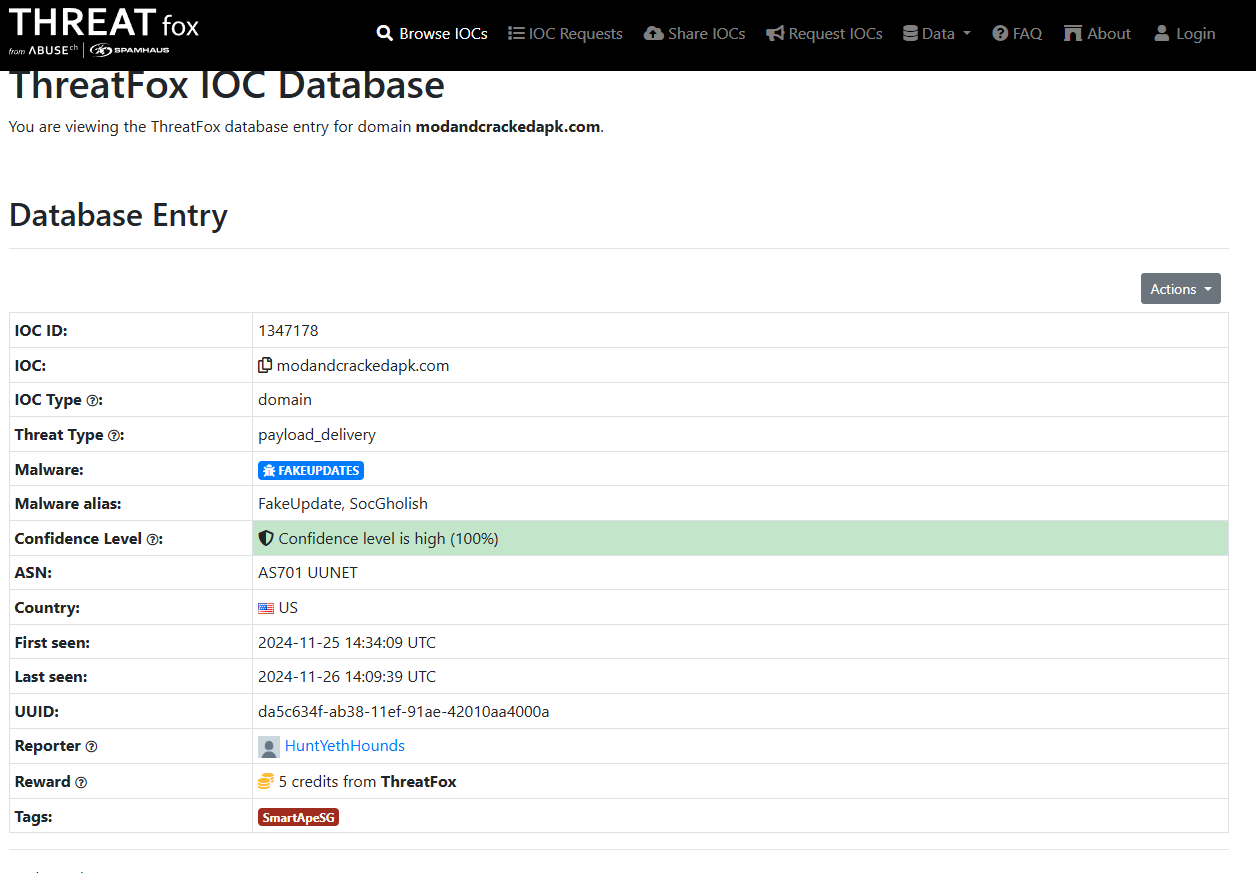 THREAT fox
from ABUSE ch SPAMHAUS
Browse IOCs IOC Requests Share IOCs Request IOCs Data FAQ About Login
ThreatFox IOC Database
You are viewing the ThreatFox database entry for domain modandcrackedapk.com.
Database Entry
Actions
IOC ID: 1347178
IOC: modandcrackedapk.com
IOC Type ?: domain
Threat Type ?: payload_delivery
Malware: FAKEUPDATES
Malware alias: FakeUpdate, SocGholish
Confidence Level ?: Confidence level is high (100%)
ASN: AS701 UUNET
Country: US
First seen: 2024-11-25 14:34:09 UTC
Last seen: 2024-11-26 14:09:39 UTC
UUID: da5c634f-ab38-11ef-91ae-42010aa4000a
Reporter ? HuntYethHounds
Reward ? 5 credits from ThreatFox
Tags: SmartApeSG